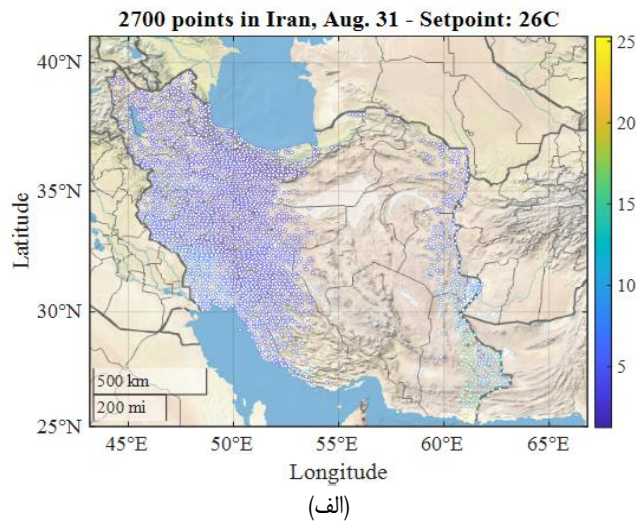 2700 points in Iran, Aug. 31 - Setpoint: 26C
25
40°N
20
35°N
15
Latitude
10
30°N
5
500 km
200 mi
25°N
45°E 50°E 55°E 60°E 65°E
Longitude
(الف)